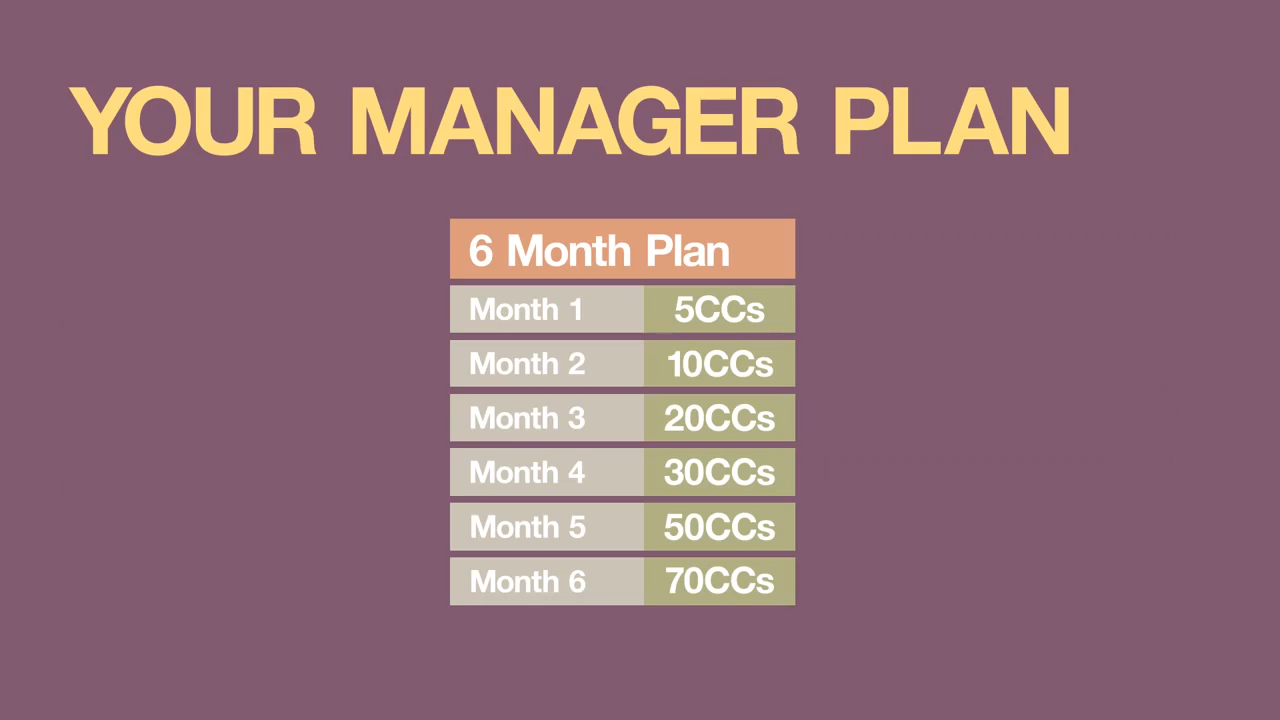 YOUR MANAGER PLAN
6 Month Plan
Month 1 5CCs
Month 2 10CCs
Month 3 20CCs
Month 4 30CCs
Month 5 50CCs
Month 6 70CCs